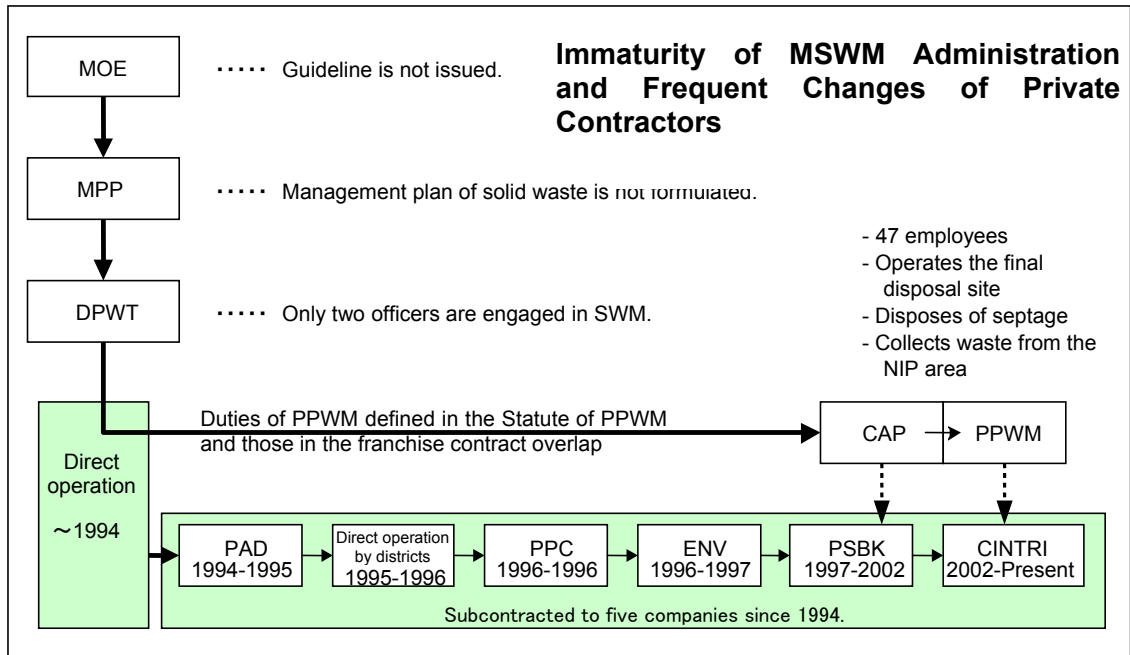 Immaturity of MSWM Administration
and Frequent Changes of Private
Contractors
MOE
····· Guideline is not issued.
MPP
····· Management plan of solid waste is not formulated.
DPWT
····· Only two officers are engaged in SWM.
- 47 employees
- Operates the final
disposal site
- Disposes of septage
- Collects waste from the
NIP area
Duties of PPWM defined in the Statute of PPWM
and those in the franchise contract overlap
CAP
PPWM
Direct
operation
～1994
PAD
1994-1995
Direct operation
by districts
1995-1996
PPC
1996-1996
ENV
1996-1997
PSBK
1997-2002
CINTRI
2002-Present
Subcontracted to five companies since 1994.